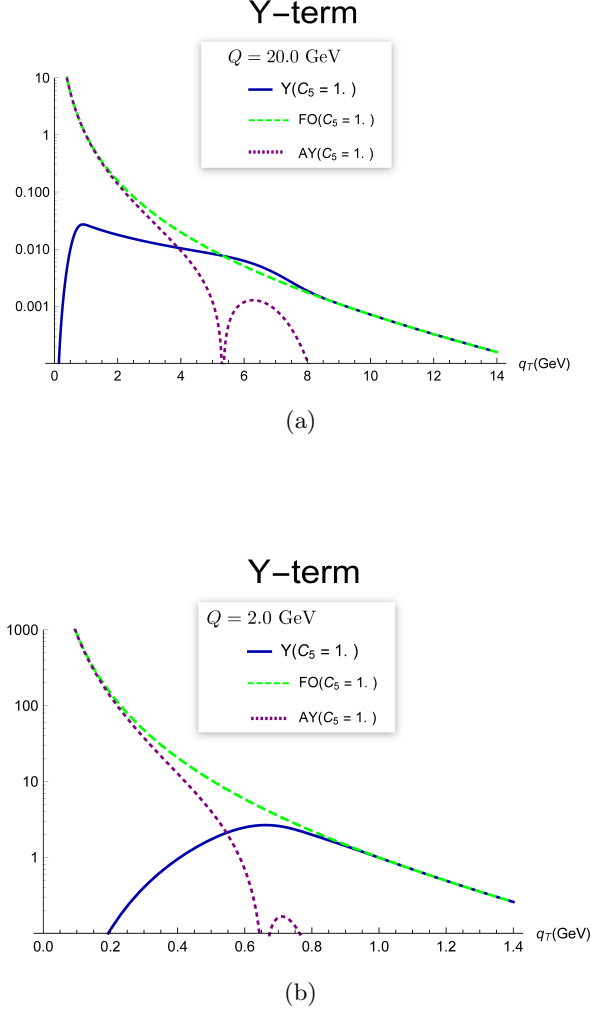 Y−term
Q = 20.0 GeV
Y(C5 = 1. )
FO(C5 = 1. )
AY(C5 = 1. )
10
1
0.100
0.010
0.001
0 2 4 6 8 10 12 14
qT(GeV)
(a)
Y−term
Q = 2.0 GeV
Y(C5 = 1. )
FO(C5 = 1. )
AY(C5 = 1. )
1000
100
10
1
0.0 0.2 0.4 0.6 0.8 1.0 1.2 1.4
qT(GeV)
(b)